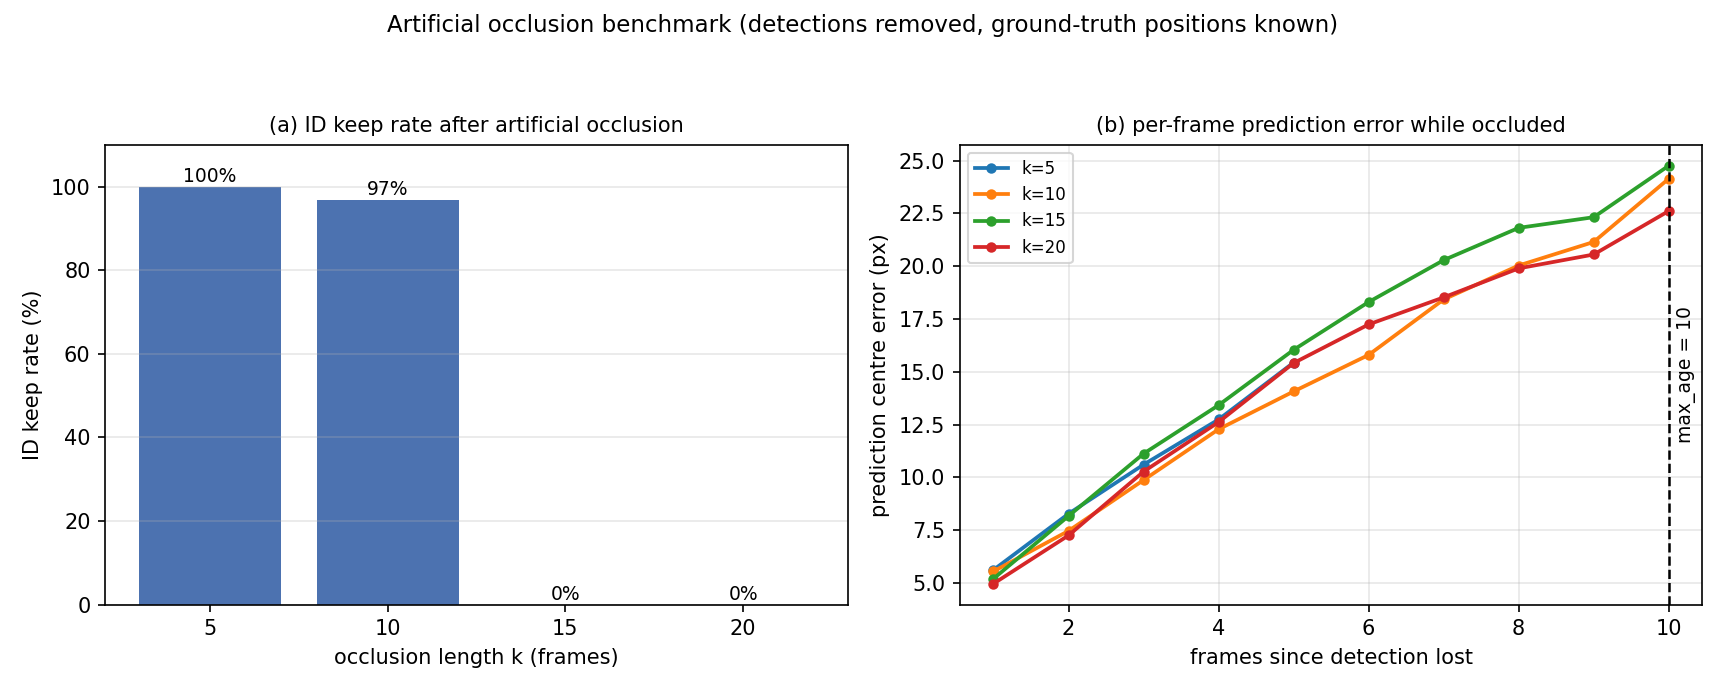 Artificial occlusion benchmark (detections removed, ground-truth positions known)
(a) ID keep rate after artificial occlusion
ID keep rate (%)
100
80
60
40
20
0
100%
97%
0%
0%
5
10
15
20
occlusion length k (frames)
(b) per-frame prediction error while occluded
prediction centre error (px)
25.0
22.5
20.0
17.5
15.0
12.5
10.0
7.5
5.0
k=5
k=10
k=15
k=20
max_age = 10
2
4
6
8
10
frames since detection lost